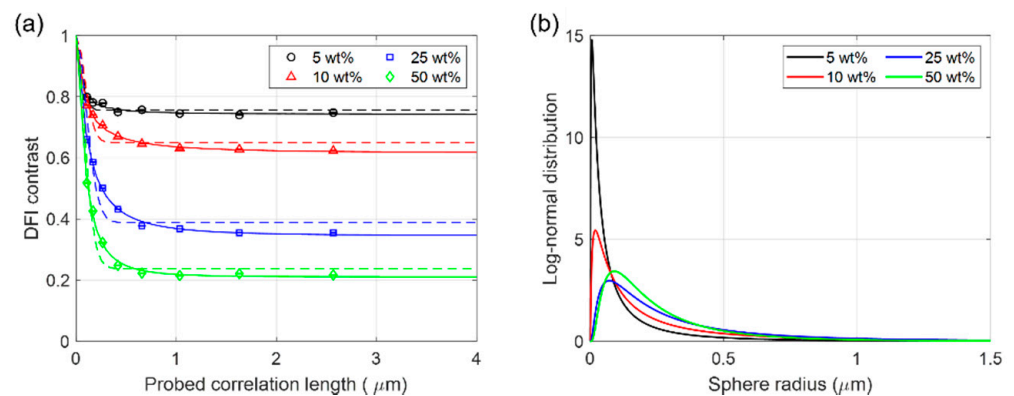 (a)
1
0.8
0.6
0.4
0.2
0
0
1
2
3
4
DFI contrast
Probed correlation length ( μm)
5 wt%
25 wt%
10 wt%
50 wt%
(b)
15
10
5
0
0
0.5
1
1.5
Log-normal distribution
Sphere radius (μm)
5 wt%
25 wt%
10 wt%
50 wt%